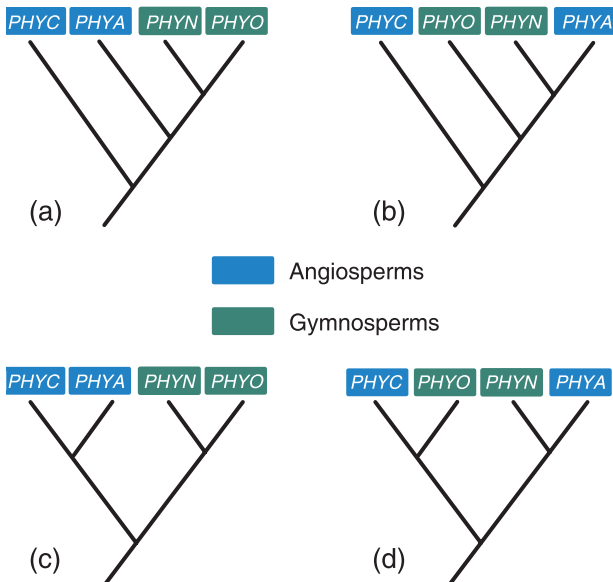 PHYC PHYA PHYN PHYO
PHYC PHYO PHYN PHYA
(a)
(b)
Angiosperms
Gymnosperms
PHYC PHYA PHYN PHYO
PHYC PHYO PHYN PHYA
(c)
(d)